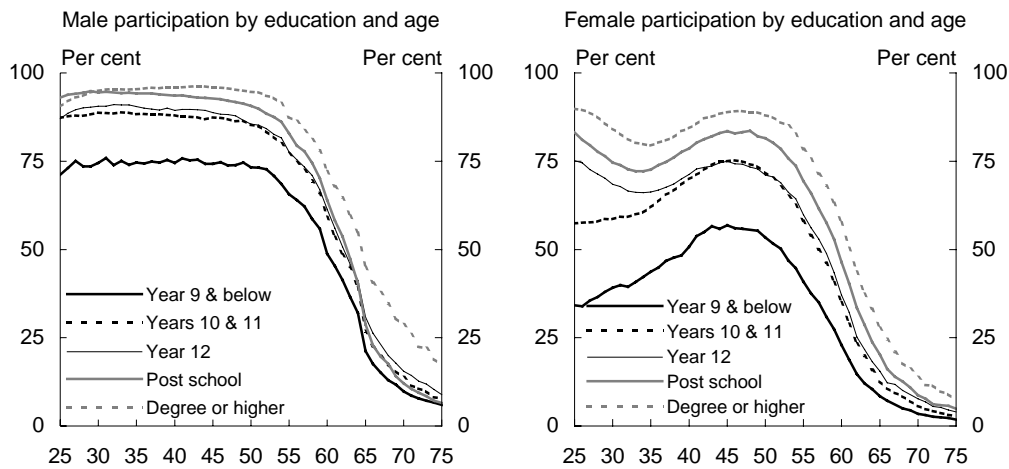 Male participation by education and age
Per cent Per cent
100 100
75 75
50 50
25 25
0 0
Year 9 & below
Years 10 & 11
Year 12
Post school
Degree or higher
25 30 35 40 45 50 55 60 65 70 75
Female participation by education and age
Per cent Per cent
100 100
75 75
50 50
25 25
0 0
Year 9 & below
Years 10 & 11
Year 12
Post school
Degree or higher
25 30 35 40 45 50 55 60 65 70 75